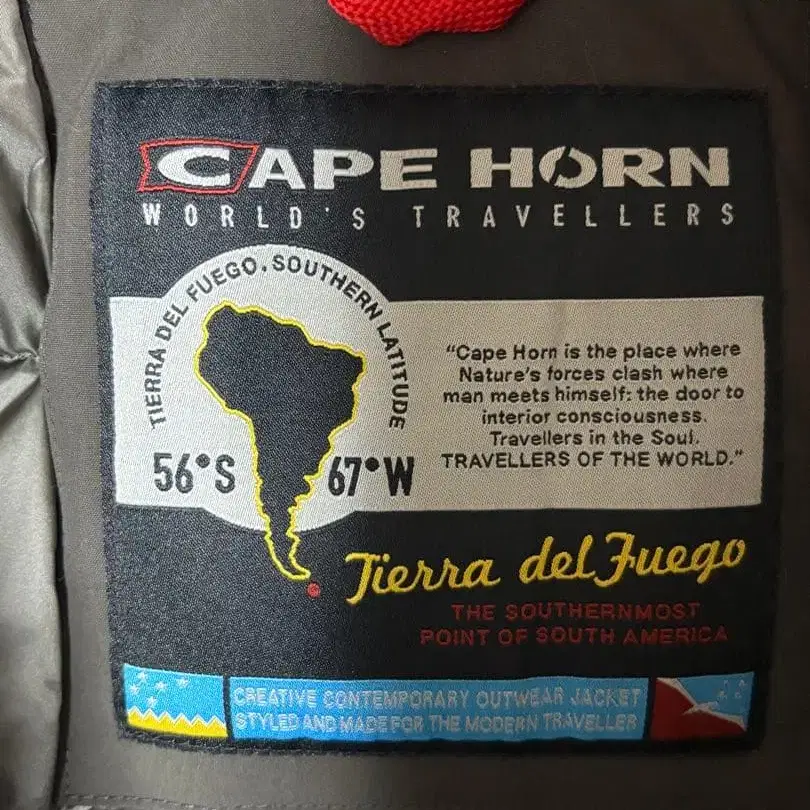 CAPE HORN
WORLD'S TRAVELLERS
TIERRA DEL FUEGO. SOUTHERN LATITUDE
56°S 67°W
"Cape Horn is the place where
Nature's forces clash where
man meets himself: the door to
interior consciousness.
Travellers in the Soul.
TRAVELLERS OF THE WORLD."
Tierra del Fuego
THE SOUTHERNMOST
POINT OF SOUTH AMERICA
CREATIVE CONTEMPORARY OUTWEAR JACKET
STYLED AND MADE FOR THE MODERN TRAVELLER